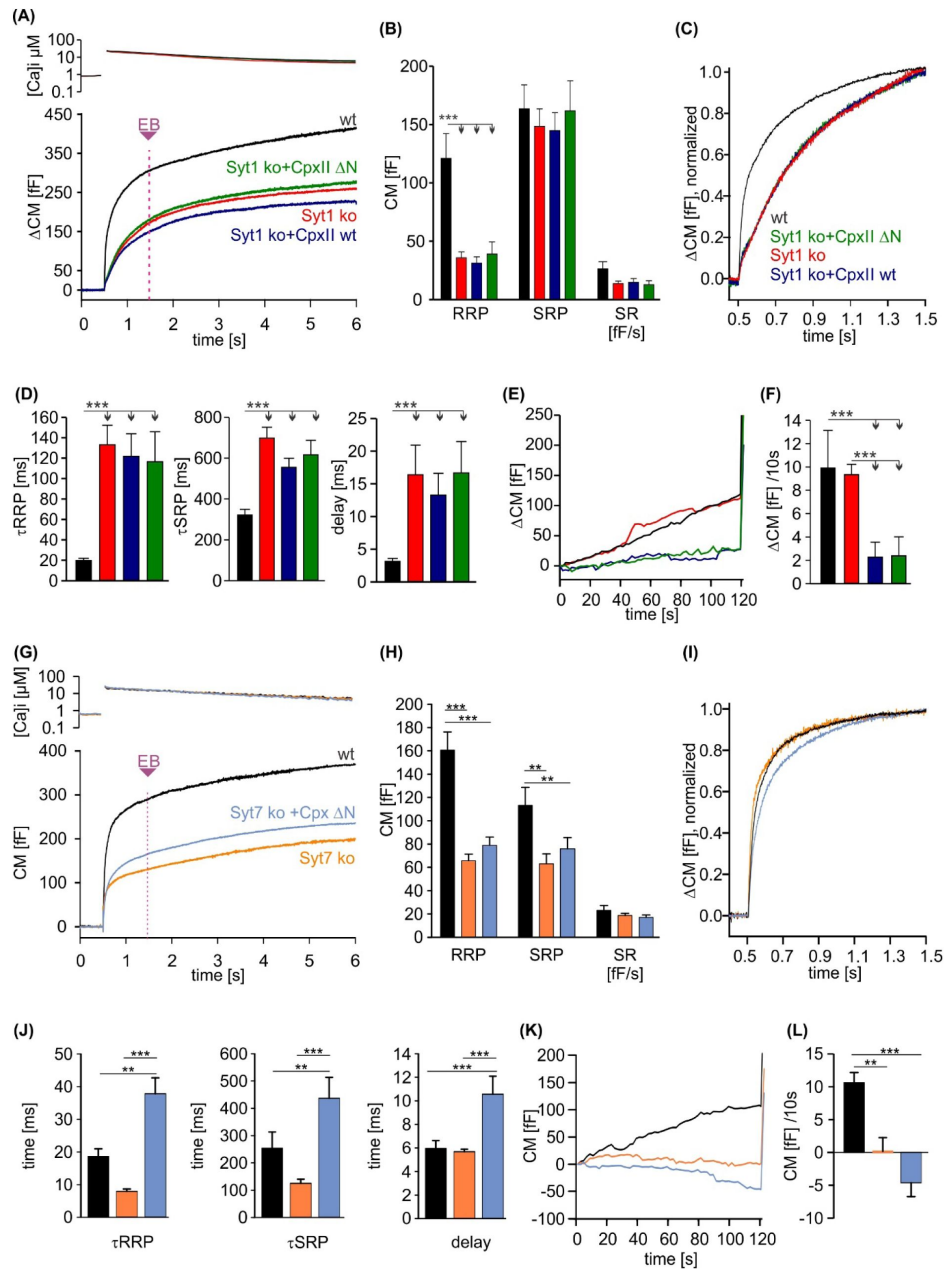 (A)
[Ca]i μM
100
10
1
0.1
EB
wt
Syt1 ko+CpxII ΔN
Syt1 ko
Syt1 ko+CpxII wt
ΔCM [fF]
450
350
250
150
50
0
0 1 2 3 4 5 6
time [s]
(B)
CM [fF]
200
150
100
50
0
***
RRP SRP SR
[fF/s]
(C)
ΔCM [fF], normalized
1.0
0.8
0.6
0.4
0.2
0.0
wt
Syt1 ko+CpxII ΔN
Syt1 ko
Syt1 ko+CpxII wt
0.5 0.7 0.9 1.1 1.3 1.5
time [s]
(D)
τRRP [ms]
160
140
120
100
80
60
40
20
0
***
τSRP [ms]
800
600
400
200
0
***
delay [ms]
25
20
15
10
5
0
***
(E)
ΔCM [fF]
250
200
150
100
50
0
0 20 40 60 80 100 120
time [s]
(F)
ΔCM [fF] /10s
14
12
10
8
6
4
2
0
***
***
(G)
[Ca]i [μM]
100
10
1
0.1
EB
wt
Syt7 ko +Cpx ΔN
Syt7 ko
CM [fF]
400
300
200
100
0
0 1 2 3 4 5 6
time [s]
(H)
CM [fF]
200
180
160
140
120
100
80
60
40
20
0
***
***
**
**
RRP SRP SR
[fF/s]
(I)
ΔCM [fF], normalized
1.0
0.8
0.6
0.4
0.2
0.0
0.5 0.7 0.9 1.1 1.3 1.5
time [s]
(J)
time [ms]
50
40
30
20
10
0
***
**
τRRP
time [ms]
600
500
400
300
200
100
0
***
**
τSRP
time [ms]
14
12
10
8
6
4
2
0
***
***
delay
(K)
CM [fF]
200
150
100
50
0
-50
-100
0 20 40 60 80 100 120
time [s]
(L)
CM [fF] /10s
15
10
5
0
-5
-10
***
**